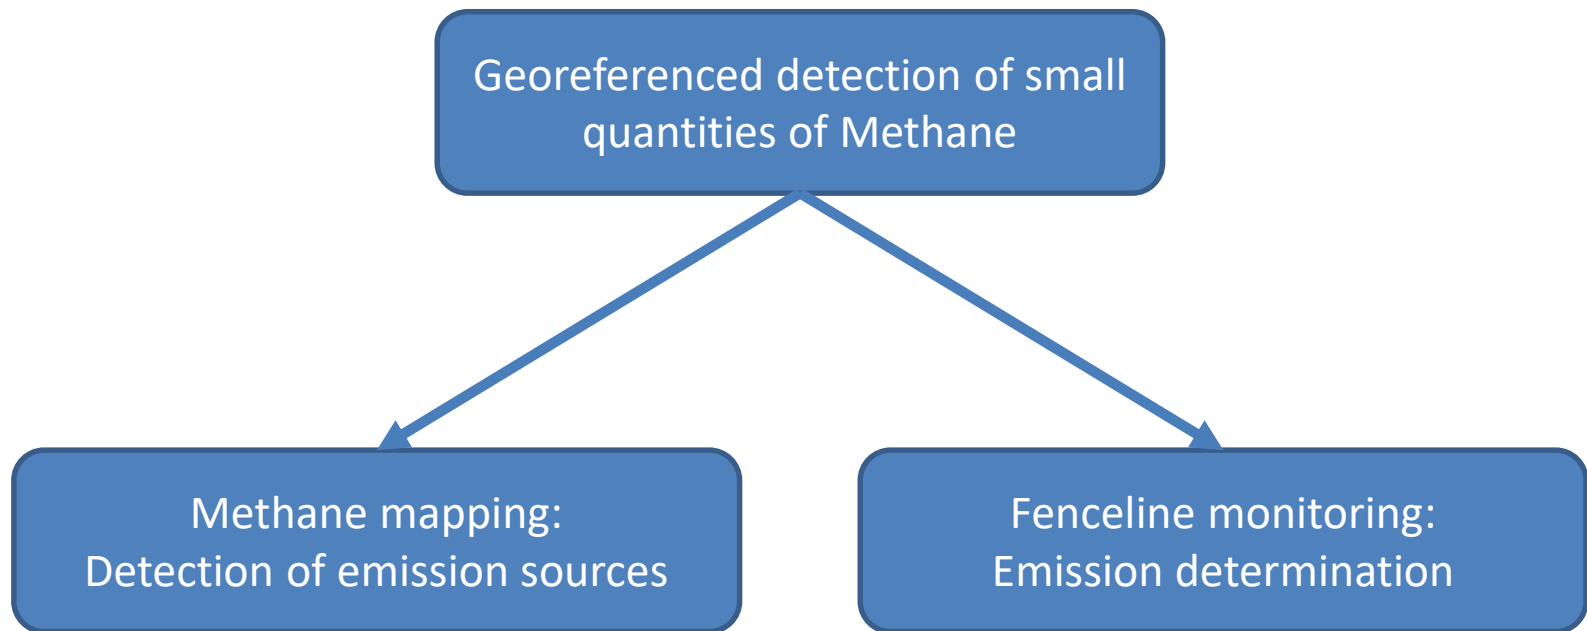 Georeferenced detection of small
quantities of Methane
Methane mapping:
Detection of emission sources
Fenceline monitoring:
Emission determination